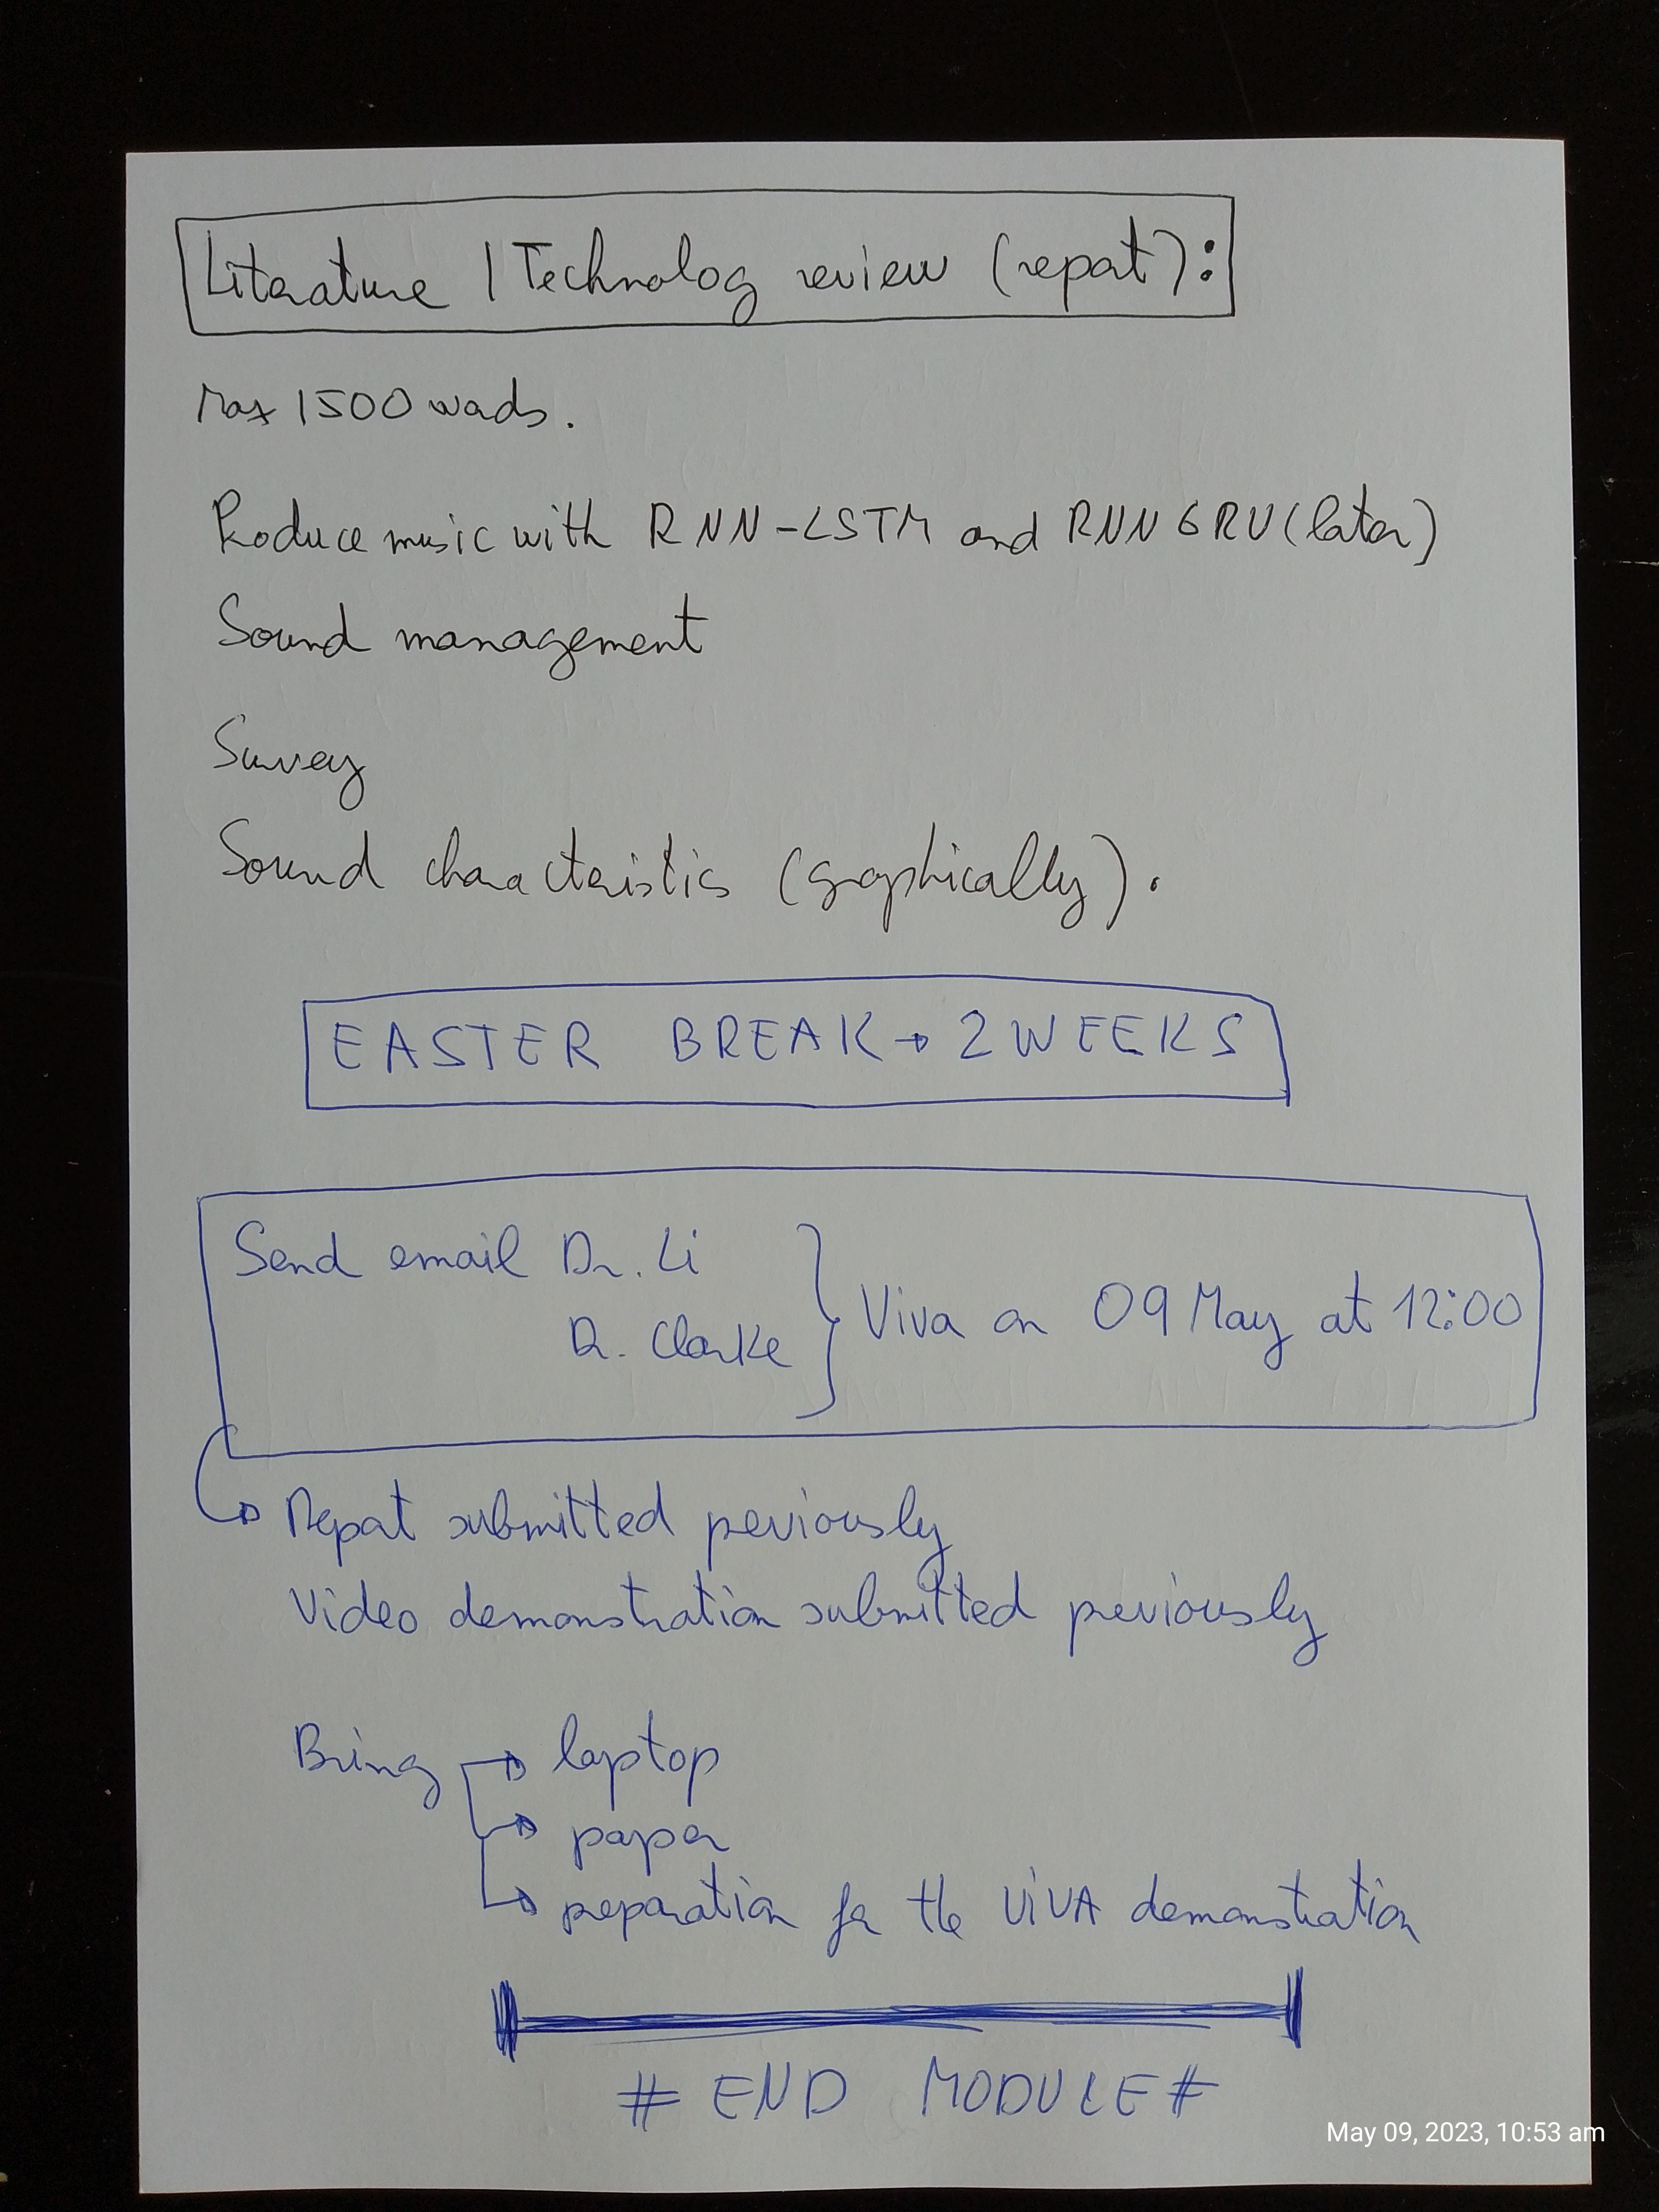 Literature / Technolog review (report):
Max 1500 words.
Produce music with RNN-LSTM and RNN GRU (later)
Sound management
Survey
Sound characteristics (graphically).
EASTER BREAK → 2 WEEKS
Send email Dr. Li
Dr. Clarke } Viva on 09 May at 12:00
→ Report submitted previously
Video demonstration submitted previously
Bring → laptop
→ paper
→ preparation for the VIVA demonstration
# END MODULE #
May 09, 2023, 10:53 am